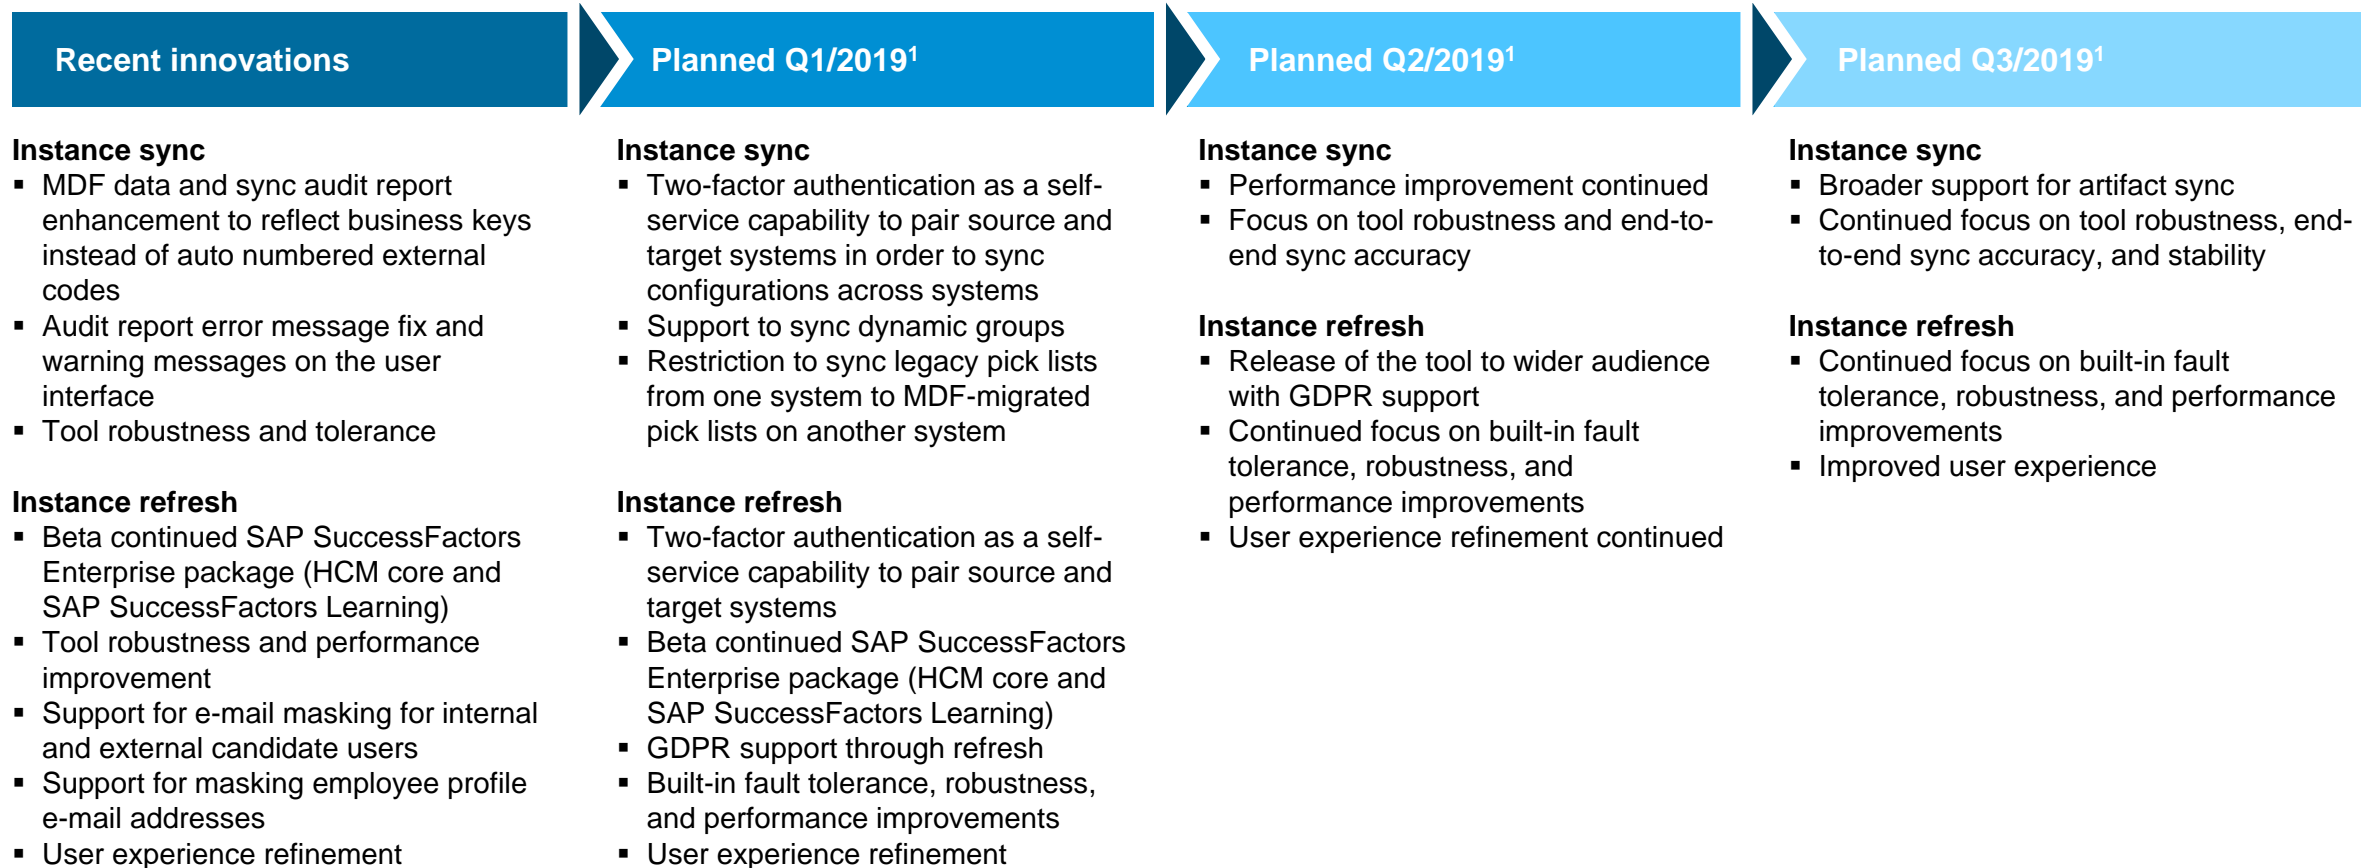 Recent innovations
Planned Q1/2019¹
Planned Q2/2019¹
Planned Q3/2019¹
Instance sync
▪ MDF data and sync audit report
enhancement to reflect business keys
instead of auto numbered external
codes
▪ Audit report error message fix and
warning messages on the user
interface
▪ Tool robustness and tolerance
Instance refresh
▪ Beta continued SAP SuccessFactors
Enterprise package (HCM core and
SAP SuccessFactors Learning)
▪ Tool robustness and performance
improvement
▪ Support for e-mail masking for internal
and external candidate users
▪ Support for masking employee profile
e-mail addresses
▪ User experience refinement
Instance sync
▪ Two-factor authentication as a self-
service capability to pair source and
target systems in order to sync
configurations across systems
▪ Support to sync dynamic groups
▪ Restriction to sync legacy pick lists
from one system to MDF-migrated
pick lists on another system
Instance refresh
▪ Two-factor authentication as a self-
service capability to pair source and
target systems
▪ Beta continued SAP SuccessFactors
Enterprise package (HCM core and
SAP SuccessFactors Learning)
▪ GDPR support through refresh
▪ Built-in fault tolerance, robustness,
and performance improvements
▪ User experience refinement
Instance sync
▪ Performance improvement continued
▪ Focus on tool robustness and end-to-
end sync accuracy
Instance refresh
▪ Release of the tool to wider audience
with GDPR support
▪ Continued focus on built-in fault
tolerance, robustness, and
performance improvements
▪ User experience refinement continued
Instance sync
▪ Broader support for artifact sync
▪ Continued focus on tool robustness, end-
to-end sync accuracy, and stability
Instance refresh
▪ Continued focus on built-in fault
tolerance, robustness, and performance
improvements
▪ Improved user experience